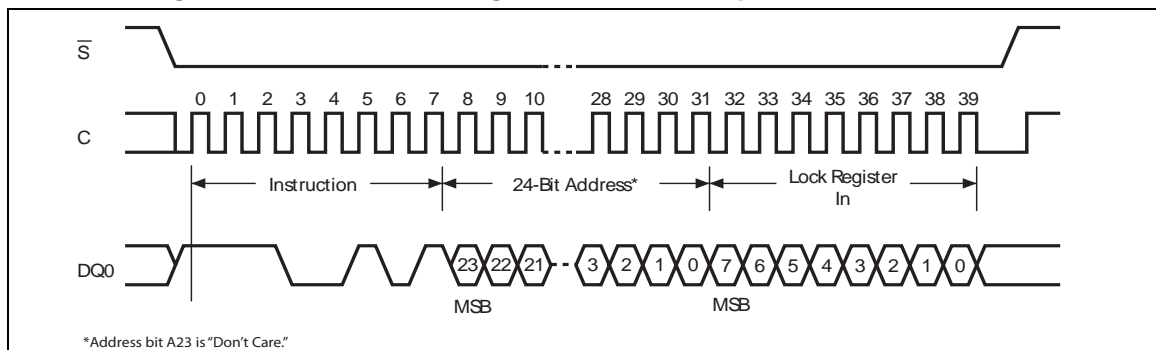 S
0 1 2 3 4 5 6 7 8 9 10 28 29 30 31 32 33 34 35 36 37 38 39
C
Instruction 24-Bit Address* Lock Register
In
DQ0 23 22 21 3 2 1 0 7 6 5 4 3 2 1 0
MSB MSB
*Address bit A23 is "Don't Care."